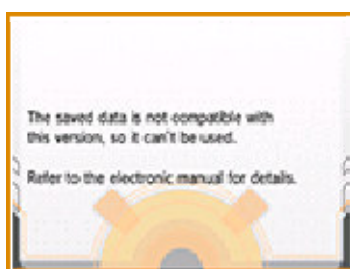 The saved data is not compatible with
this version, so it can't be used.
Refer to the electronic manual for details.